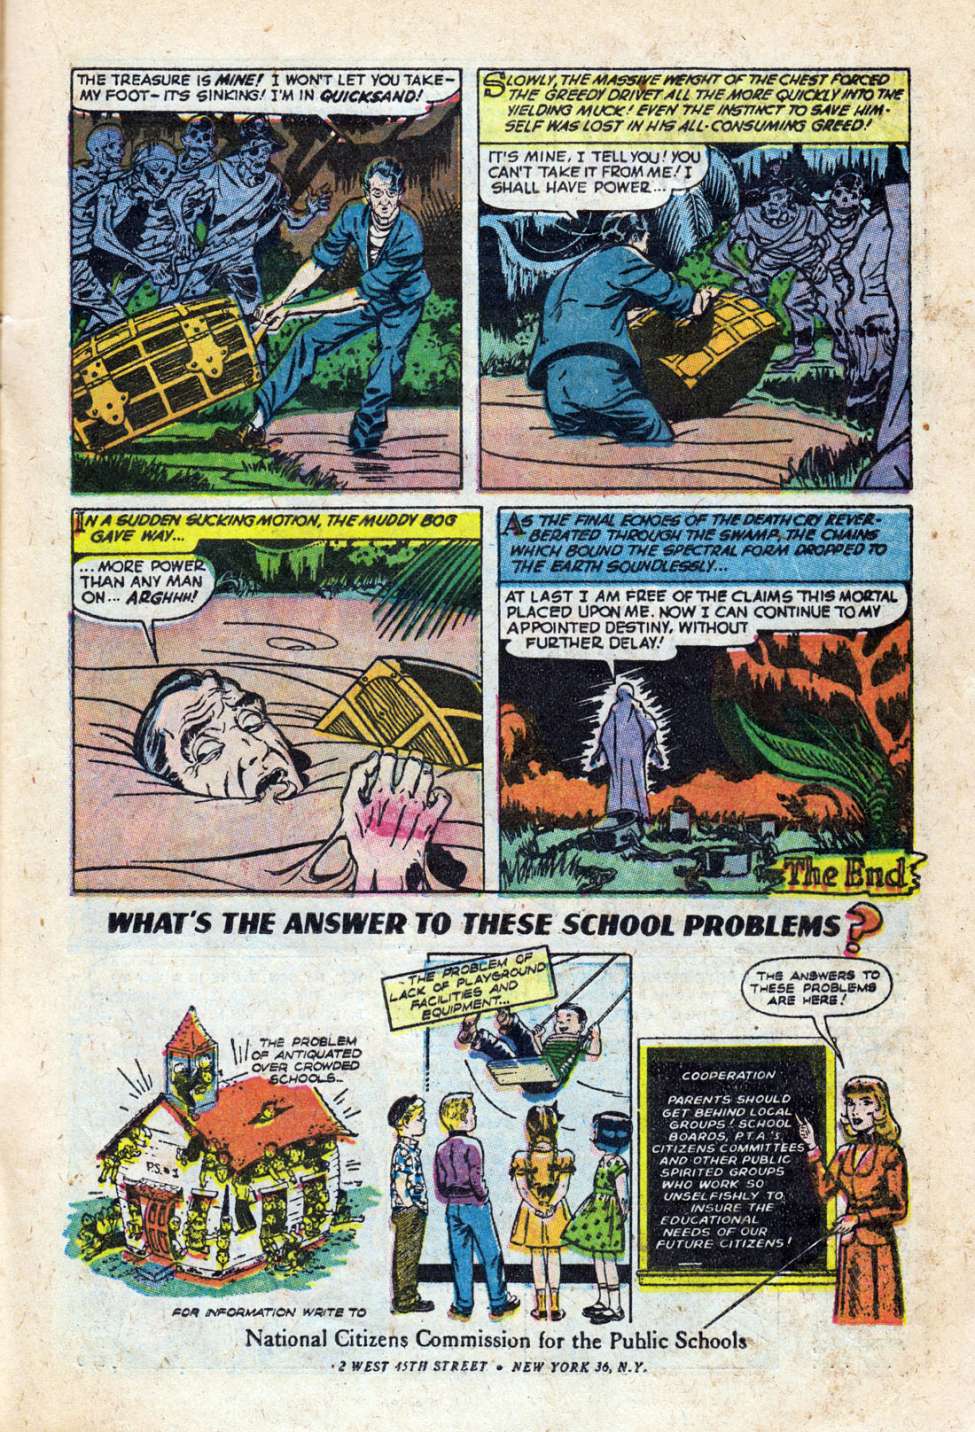 THE TREASURE IS MINE! I WON'T LET YOU TAKE—
MY FOOT—IT'S SINKING! I'M IN QUICKSAND!
SLOWLY, THE MASSIVE WEIGHT OF THE CHEST FORCED
THE GREEDY DRIVET ALL THE MORE QUICKLY INTO THE
YIELDING MUCK! EVEN THE INSTINCT TO SAVE HIM-
SELF WAS LOST IN HIS ALL-CONSUMING GREED!
IT'S MINE, I TELL YOU! YOU
CAN'T TAKE IT FROM ME! I
SHALL HAVE POWER...
IN A SUDDEN SUCKING MOTION, THE MUDDY BOG
GAVE WAY...
...MORE POWER
THAN ANY MAN
ON... ARGHHH!
AS THE FINAL ECHOES OF THE DEATH CRY REVER-
BERATED THROUGH THE SWAMP, THE CHAINS
WHICH BOUND THE SPECTRAL FORM DROPPED TO
THE EARTH SOUNDLESSLY...
AT LAST I AM FREE OF THE CLAIMS THIS MORTAL
PLACED UPON ME. NOW I CAN CONTINUE TO MY
APPOINTED DESTINY, WITHOUT
FURTHER DELAY!
The End
WHAT'S THE ANSWER TO THESE SCHOOL PROBLEMS?
THE PROBLEM
OF ANTIQUATED
OVER CROWDED
SCHOOLS...
P.S. #1
THE PROBLEM OF
LACK OF PLAYGROUND
FACILITIES AND
EQUIPMENT...
THE ANSWERS TO
THESE PROBLEMS
ARE HERE!
COOPERATION
PARENTS SHOULD
GET BEHIND LOCAL
GROUPS! SCHOOL
BOARDS, P.T.A.'s,
CITIZENS COMMITTEES
AND OTHER PUBLIC
SPIRITED GROUPS
WHO WORK SO
UNSELFISHLY TO
INSURE THE
EDUCATIONAL
NEEDS OF OUR
FUTURE CITIZENS!
FOR INFORMATION WRITE TO
National Citizens Commission for the Public Schools
2 WEST 45TH STREET • NEW YORK 36, N.Y.